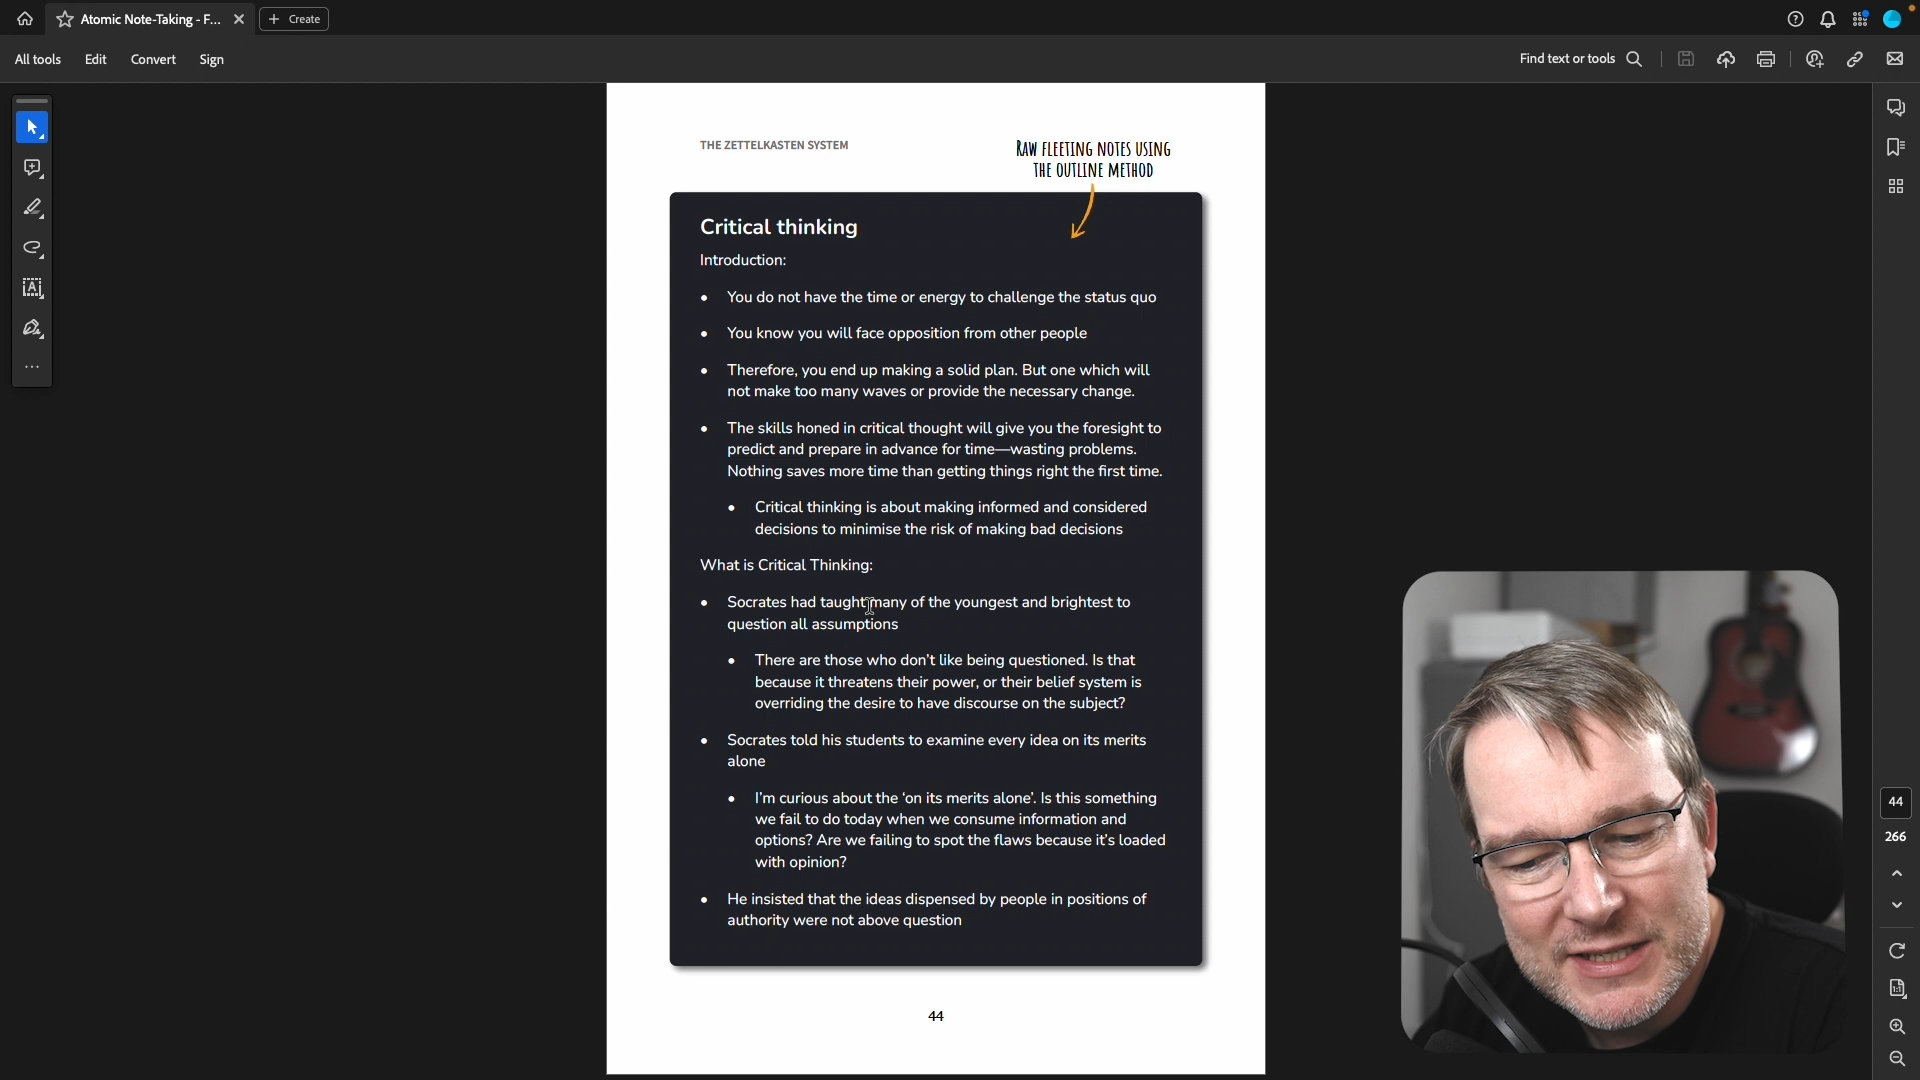 Atomic Note-Taking - F...
Create
All tools
Edit
Convert
Sign
Find text or tools
THE ZETTELKASTEN SYSTEM
RAW FLEETING NOTES USING
THE OUTLINE METHOD
Critical thinking
Introduction:
• You do not have the time or energy to challenge the status quo
• You know you will face opposition from other people
• Therefore, you end up making a solid plan. But one which will
not make too many waves or provide the necessary change.
• The skills honed in critical thought will give you the foresight to
predict and prepare in advance for time—wasting problems.
Nothing saves more time than getting things right the first time.
• Critical thinking is about making informed and considered
decisions to minimise the risk of making bad decisions
What is Critical Thinking:
• Socrates had taught many of the youngest and brightest to
question all assumptions
• There are those who don't like being questioned. Is that
because it threatens their power, or their belief system is
overriding the desire to have discourse on the subject?
• Socrates told his students to examine every idea on its merits
alone
• I'm curious about the ‘on its merits alone’. Is this something
we fail to do today when we consume information and
options? Are we failing to spot the flaws because it's loaded
with opinion?
• He insisted that the ideas dispensed by people in positions of
authority were not above question
44
44
266